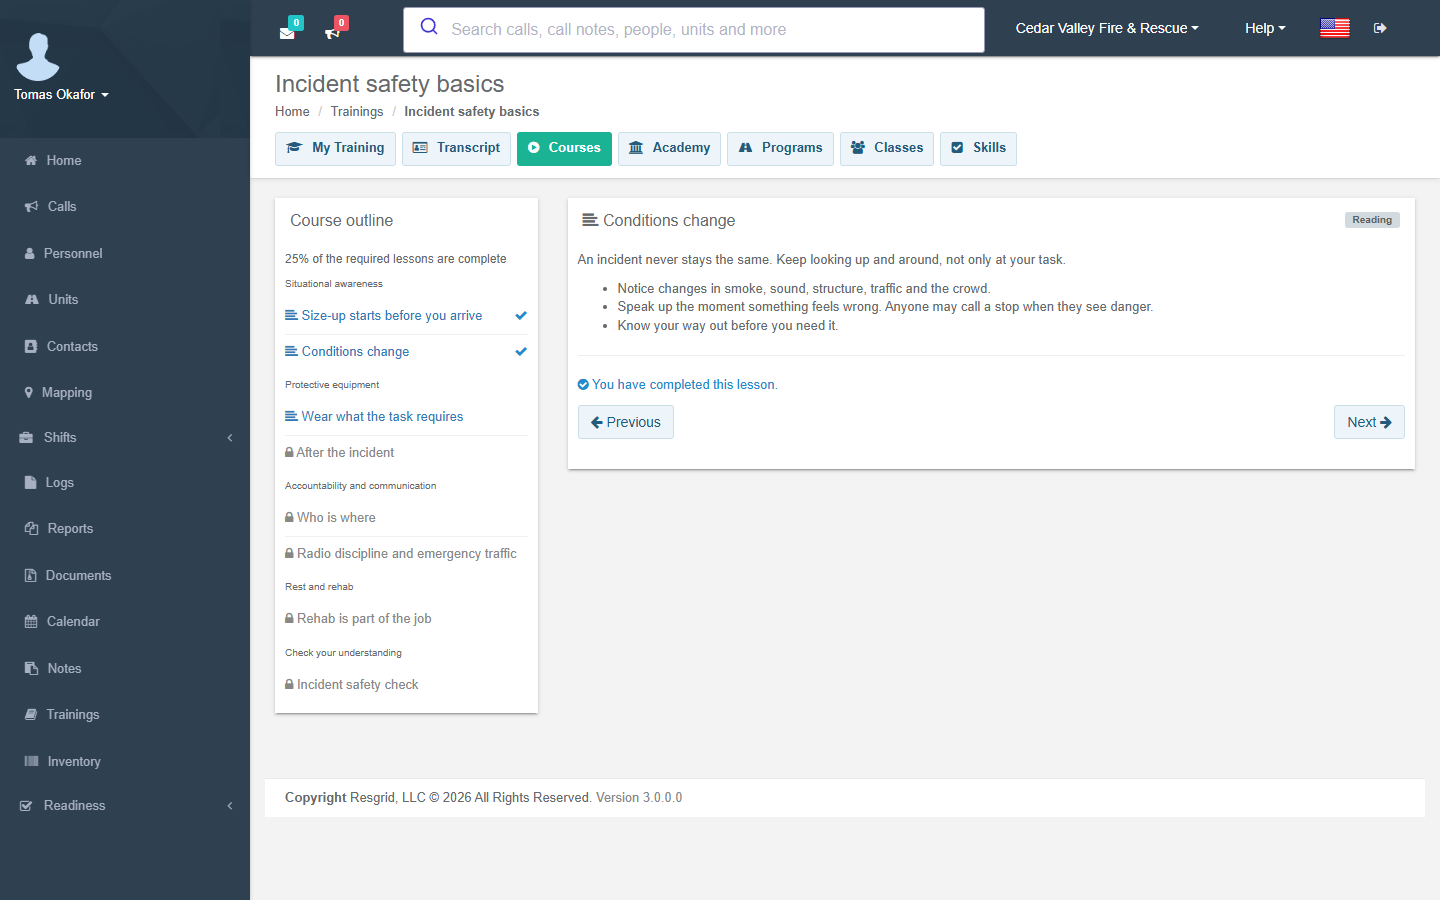 0
0
Search calls, call notes, people, units and more
Cedar Valley Fire & Rescue
Help
Tomas Okafor
Home
Calls
Personnel
Units
Contacts
Mapping
Shifts
Logs
Reports
Documents
Calendar
Notes
Trainings
Inventory
Readiness
Incident safety basics
Home / Trainings / Incident safety basics
My Training
Transcript
Courses
Academy
Programs
Classes
Skills
Course outline
25% of the required lessons are complete
Situational awareness
Size-up starts before you arrive
Conditions change
Protective equipment
Wear what the task requires
After the incident
Accountability and communication
Who is where
Radio discipline and emergency traffic
Rest and rehab
Rehab is part of the job
Check your understanding
Incident safety check
Conditions change
Reading
An incident never stays the same. Keep looking up and around, not only at your task.
• Notice changes in smoke, sound, structure, traffic and the crowd.
• Speak up the moment something feels wrong. Anyone may call a stop when they see danger.
• Know your way out before you need it.
You have completed this lesson.
Previous
Next
Copyright Resgrid, LLC © 2026 All Rights Reserved. Version 3.0.0.0